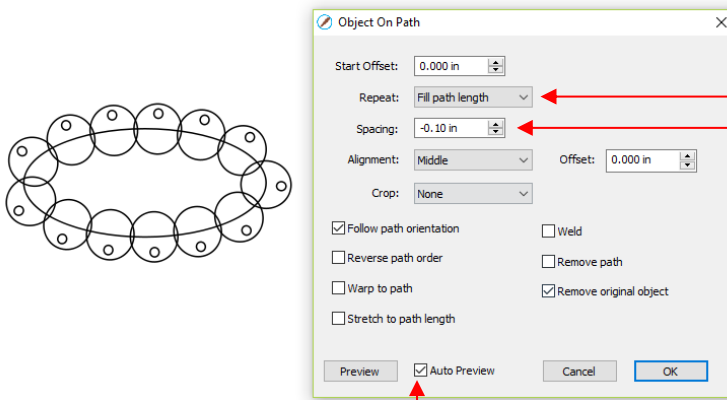 Object On Path
Start Offset: 0.000 in
Repeat: Fill path length
Spacing: -0.10 in
Alignment: Middle Offset: 0.000 in
Crop: None
Follow path orientation Weld
Reverse path order Remove path
Warp to path Remove original object
Stretch to path length
Preview Auto Preview Cancel OK